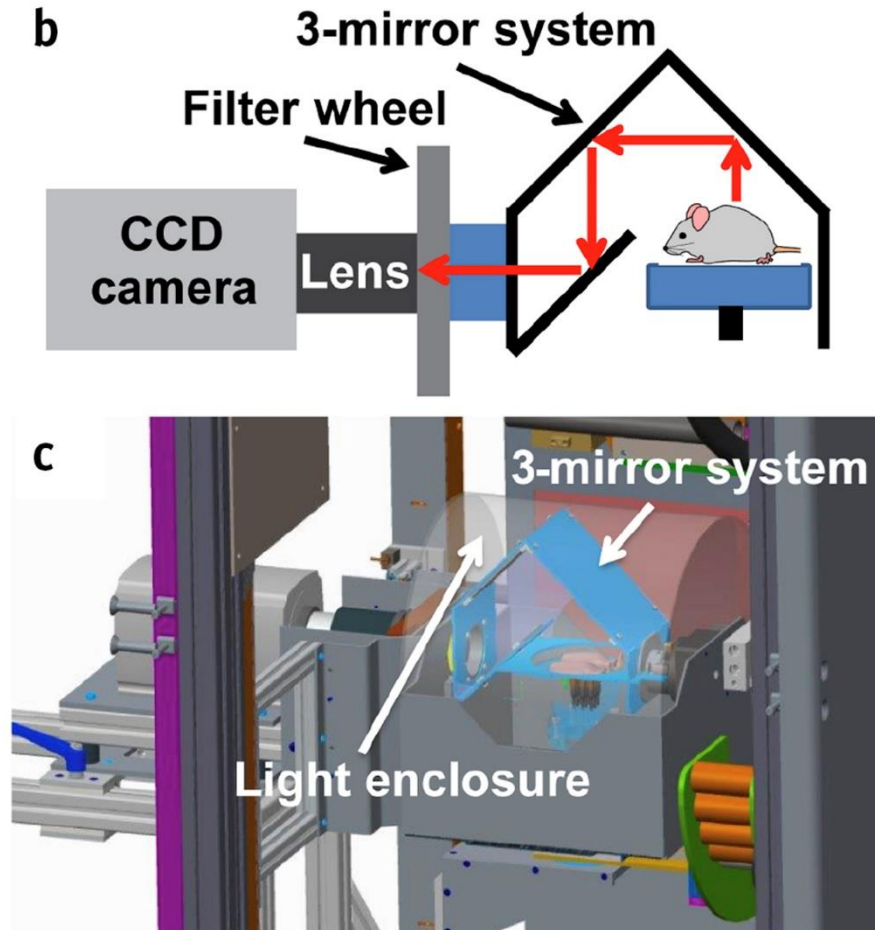 b
3-mirror system
Filter wheel
CCD
camera
Lens
c
3-mirror system
Light enclosure